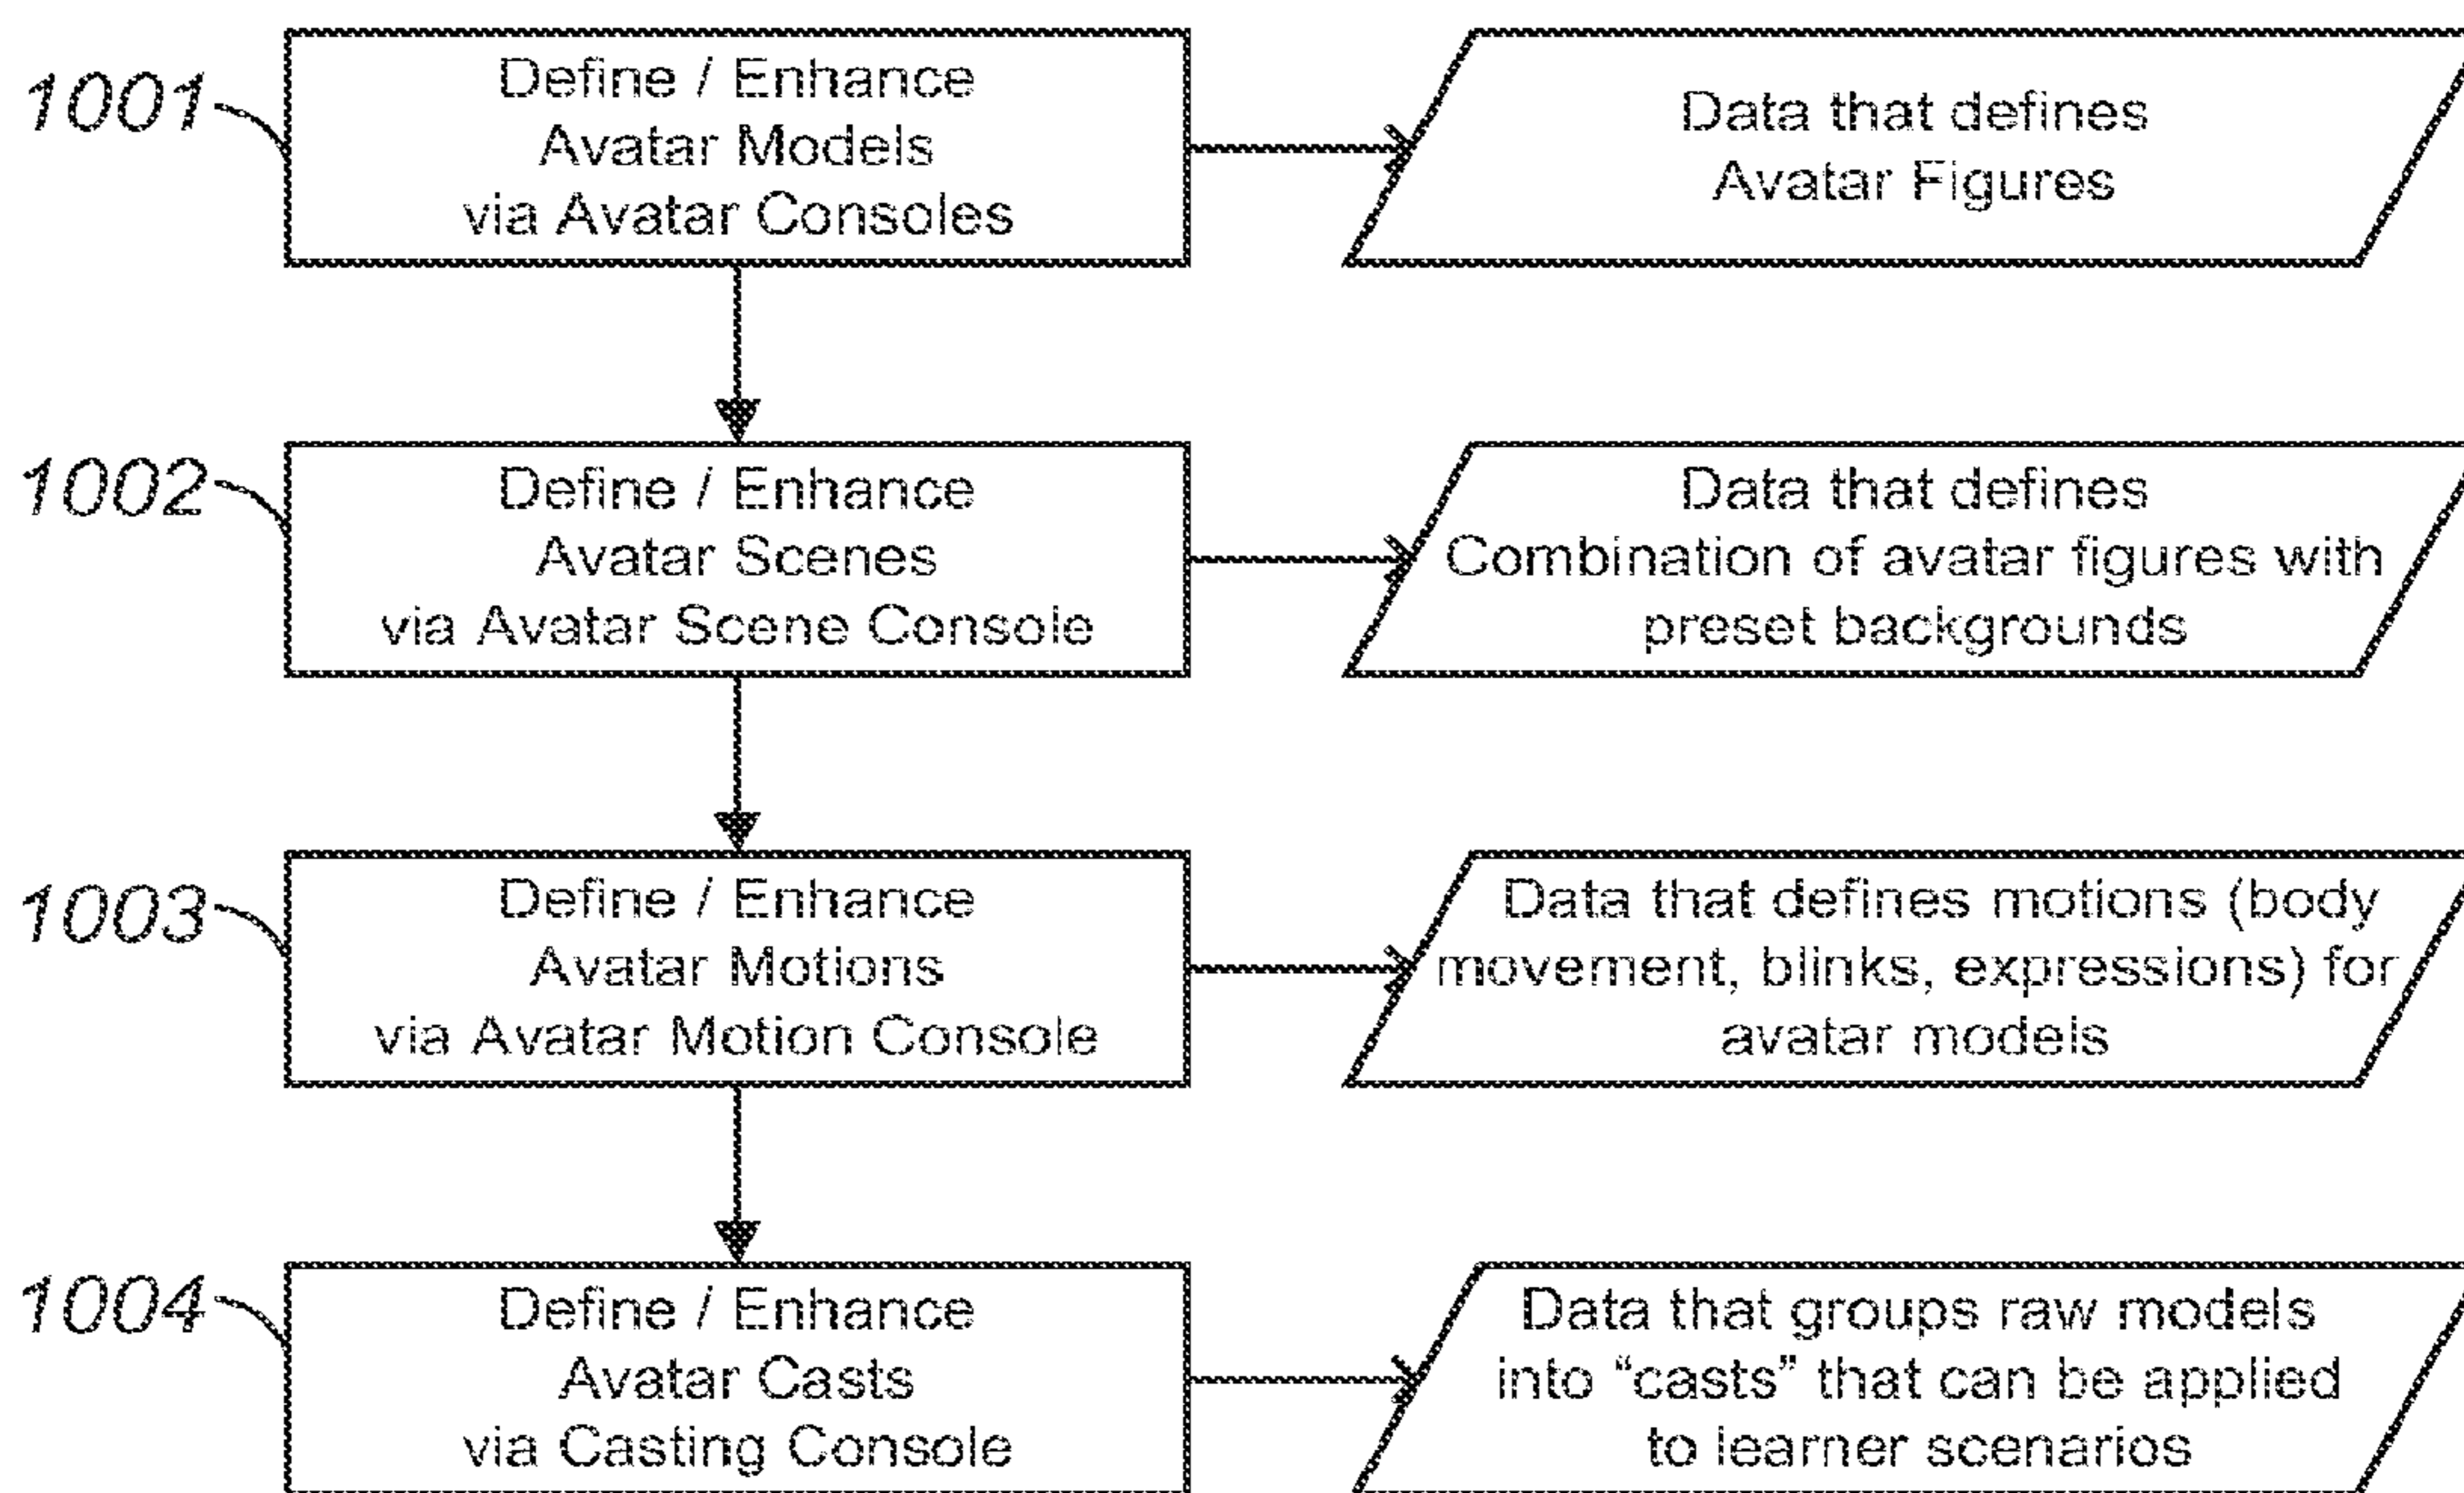 1001
Define / Enhance
Avatar Models
via Avatar Consoles
Data that defines
Avatar Figures
1002
Define / Enhance
Avatar Scenes
via Avatar Scene Console
Data that defines
Combination of avatar figures with
preset backgrounds
1003
Define / Enhance
Avatar Motions
via Avatar Motion Console
Data that defines motions (body
movement, blinks, expressions) for
avatar models
1004
Define / Enhance
Avatar Casts
via Casting Console
Data that groups raw models
into “casts” that can be applied
to learner scenarios